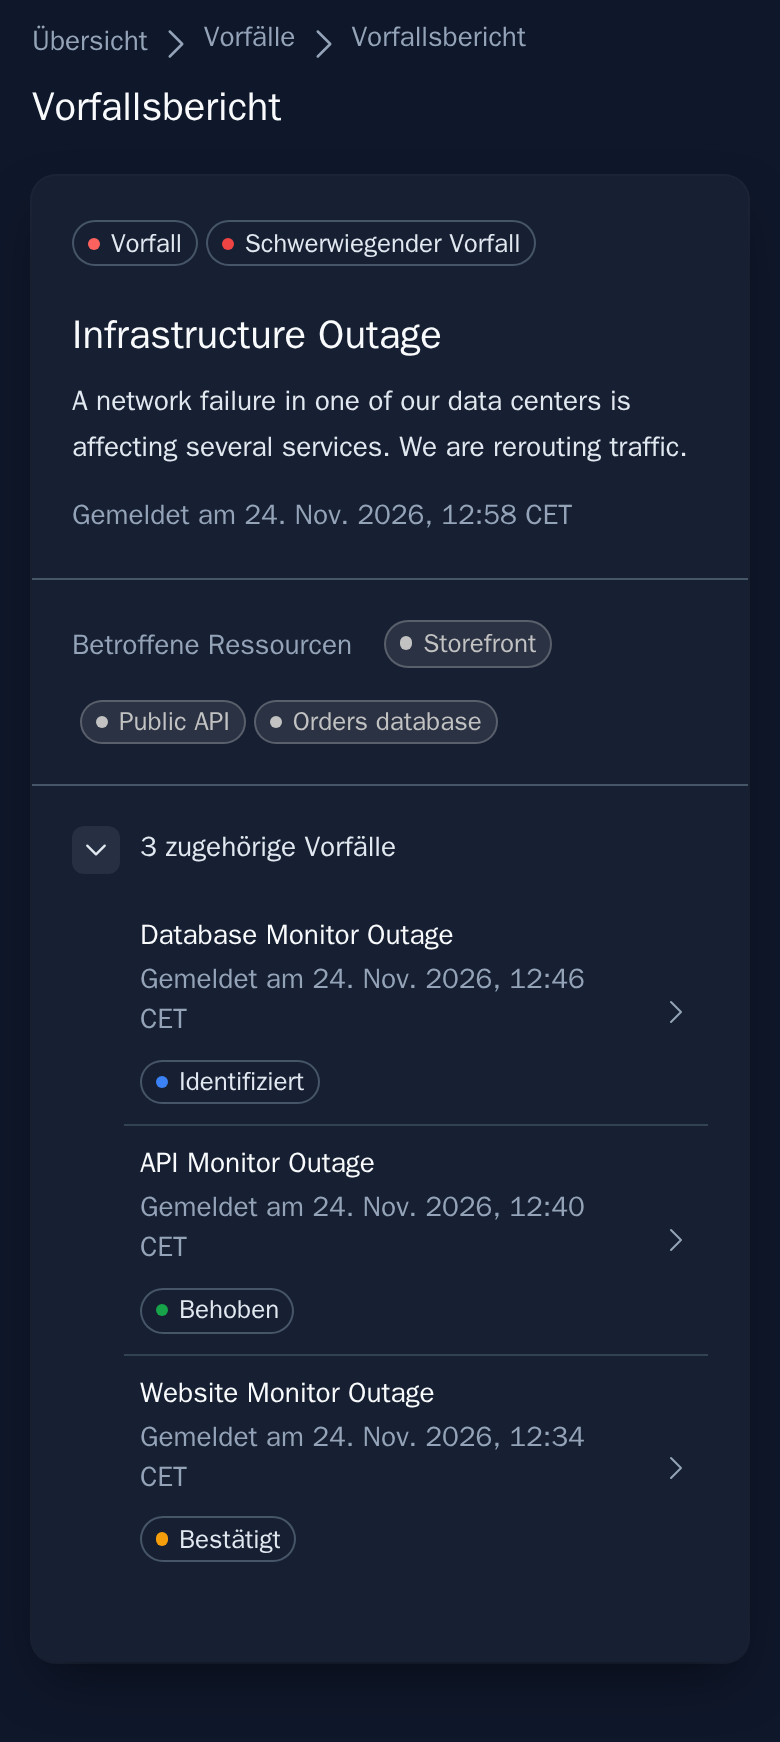 Übersicht Vorfälle Vorfallsbericht
Vorfallsbericht
Vorfall Schwerwiegender Vorfall
Infrastructure Outage
A network failure in one of our data centers is
affecting several services. We are rerouting traffic.
Gemeldet am 24. Nov. 2026, 12:58 CET
Betroffene Ressourcen Storefront
Public API Orders database
3 zugehörige Vorfälle
Database Monitor Outage
Gemeldet am 24. Nov. 2026, 12:46
CET
Identifiziert
API Monitor Outage
Gemeldet am 24. Nov. 2026, 12:40
CET
Behoben
Website Monitor Outage
Gemeldet am 24. Nov. 2026, 12:34
CET
Bestätigt